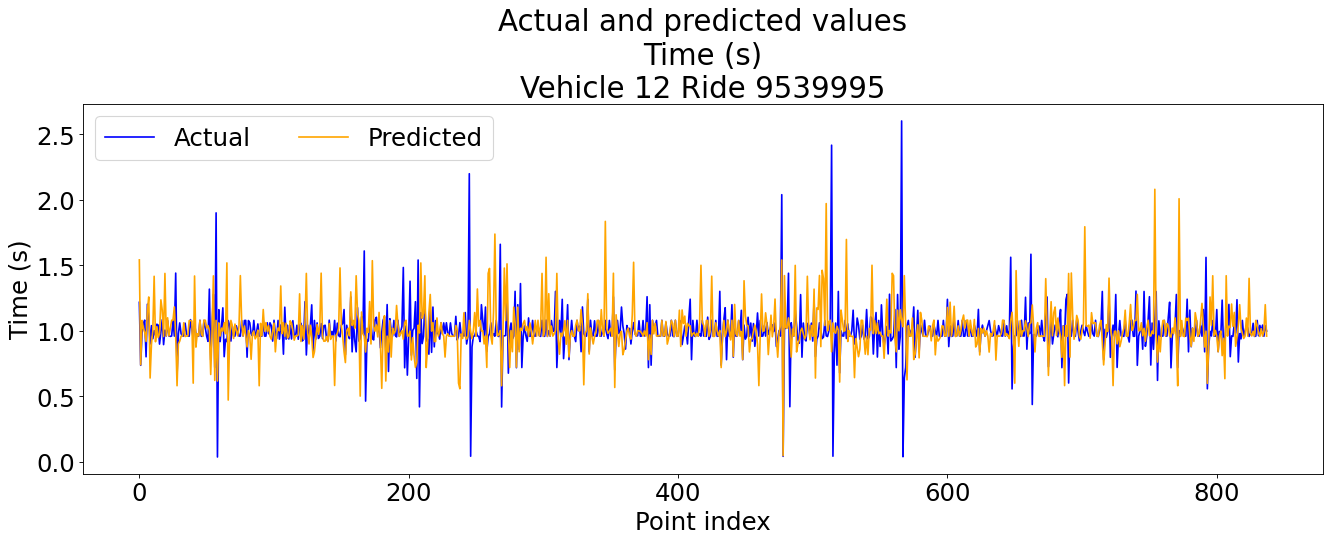 Actual and predicted values
Time (s)
Vehicle 12 Ride 9539995
Actual
Predicted
2.5
2.0
1.5
1.0
0.5
0.0
Time (s)
0
200
400
600
800
Point index